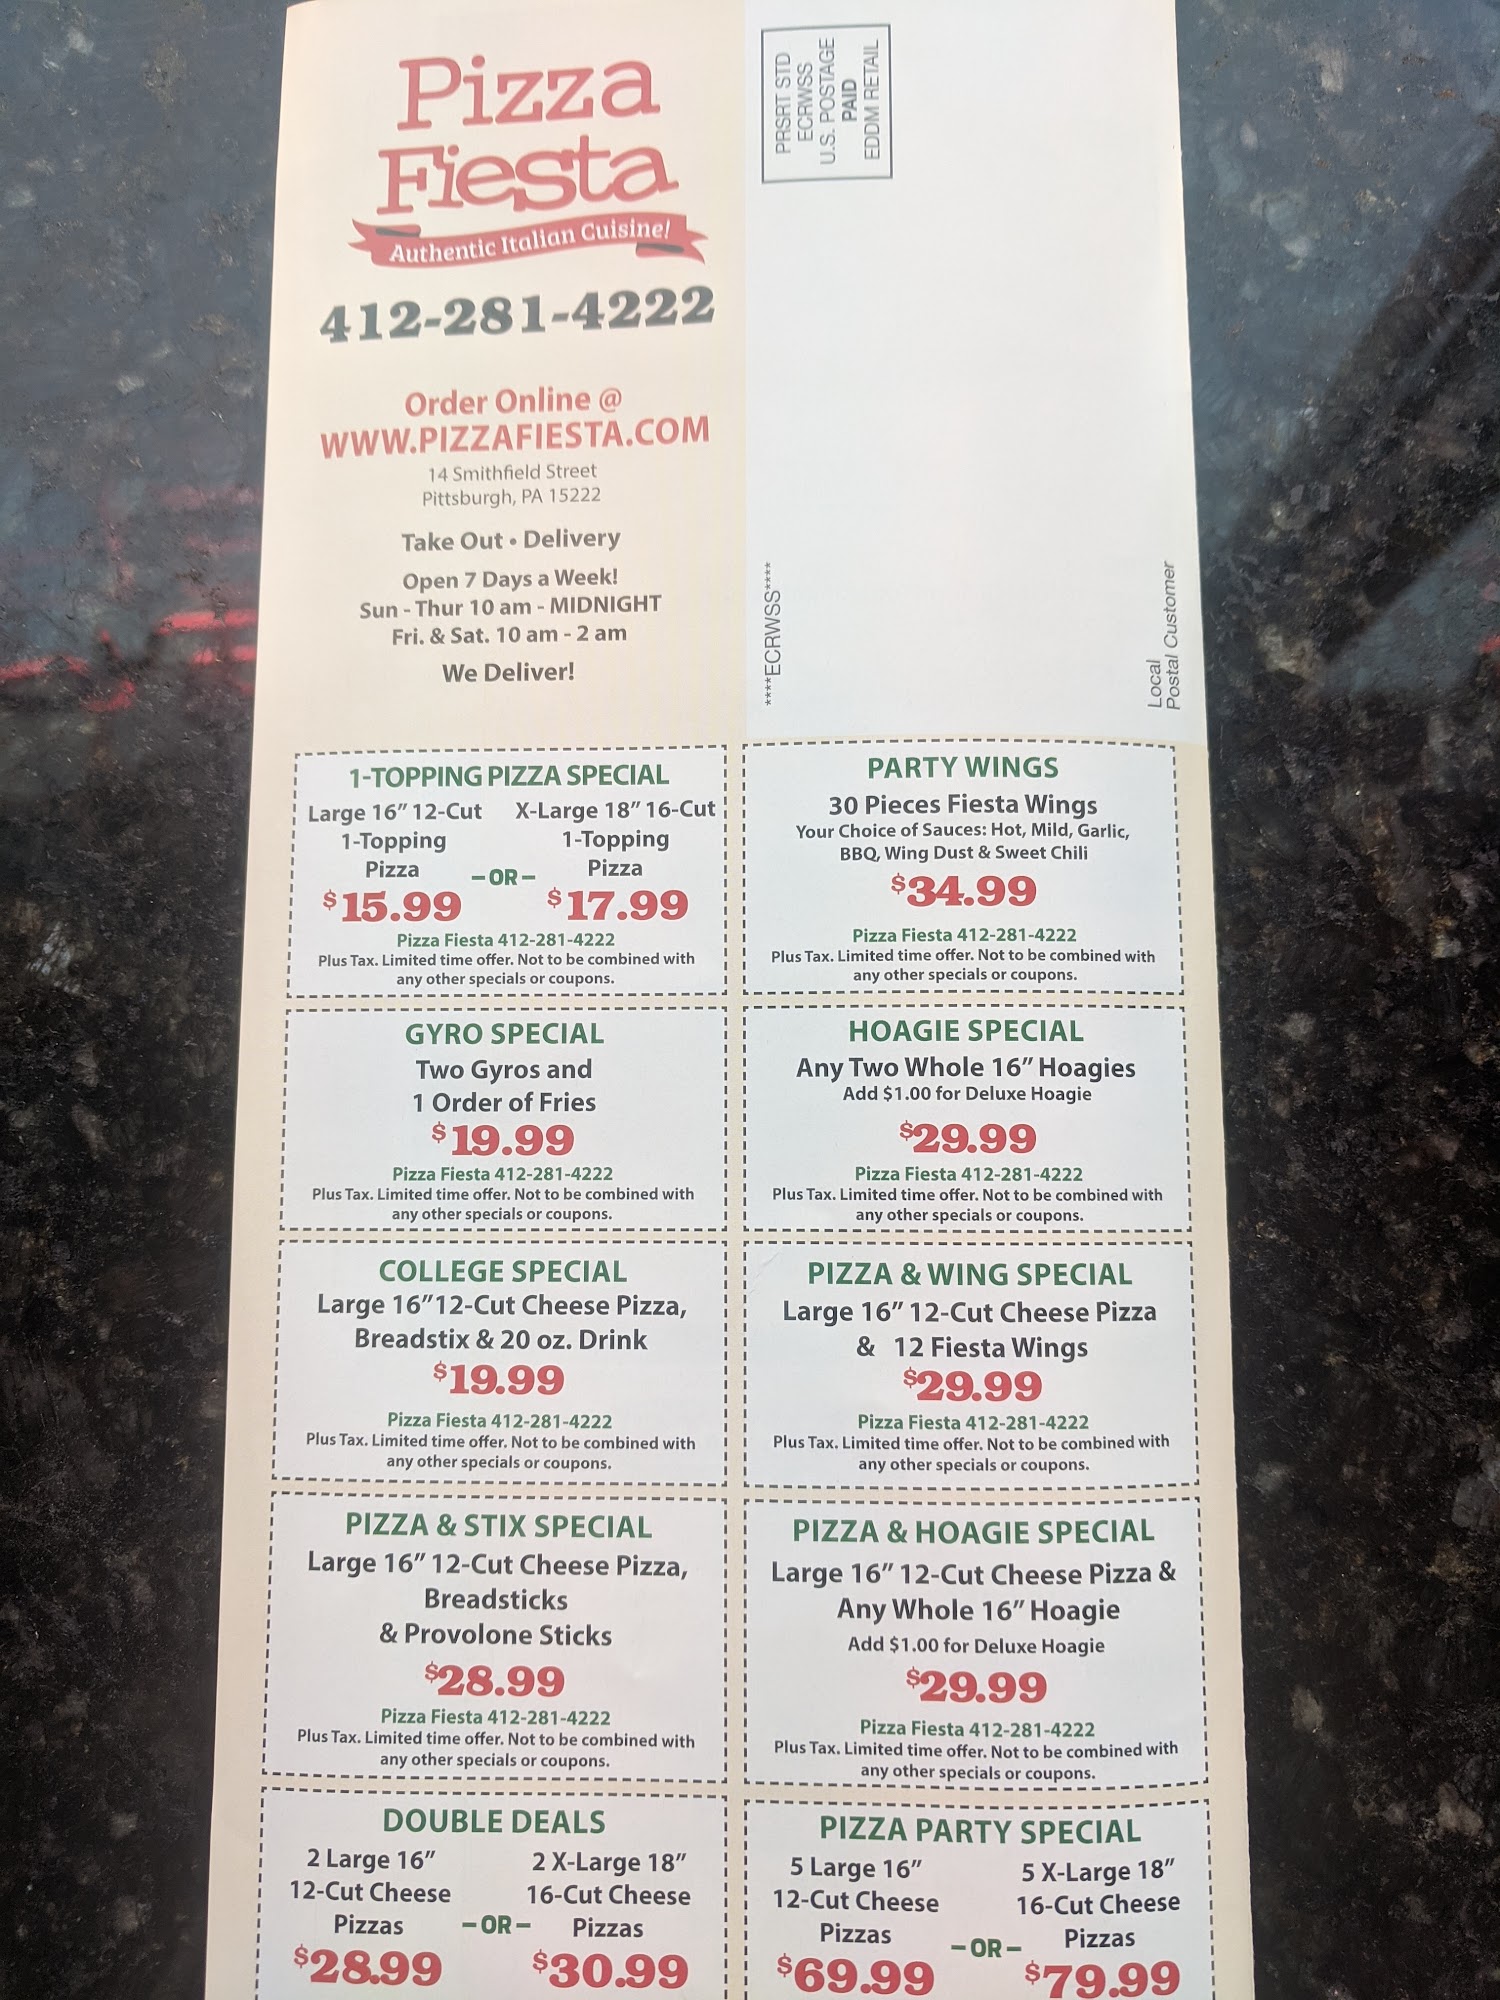 Pizza
Fiesta
Authentic Italian Cuisine!
412-281-4222
Order Online @
WWW.PIZZAFIESTA.COM
14 Smithfield Street
Pittsburgh, PA 15222
Take Out • Delivery
Open 7 Days a Week!
Sun - Thur 10 am - MIDNIGHT
Fri. & Sat. 10 am - 2 am
We Deliver!
PRSRT STD
ECRWSS
U.S. POSTAGE
PAID
EDDM RETAIL
****ECRWSS****
Local
Postal Customer
1-TOPPING PIZZA SPECIAL
Large 16" 12-Cut
1-Topping
Pizza
$15.99
-OR-
X-Large 18" 16-Cut
1-Topping
Pizza
$17.99
Pizza Fiesta 412-281-4222
Plus Tax. Limited time offer. Not to be combined with
any other specials or coupons.
PARTY WINGS
30 Pieces Fiesta Wings
Your Choice of Sauces: Hot, Mild, Garlic,
BBQ, Wing Dust & Sweet Chili
$34.99
Pizza Fiesta 412-281-4222
Plus Tax. Limited time offer. Not to be combined with
any other specials or coupons.
GYRO SPECIAL
Two Gyros and
1 Order of Fries
$19.99
Pizza Fiesta 412-281-4222
Plus Tax. Limited time offer. Not to be combined with
any other specials or coupons.
HOAGIE SPECIAL
Any Two Whole 16" Hoagies
Add $1.00 for Deluxe Hoagie
$29.99
Pizza Fiesta 412-281-4222
Plus Tax. Limited time offer. Not to be combined with
any other specials or coupons.
COLLEGE SPECIAL
Large 16"12-Cut Cheese Pizza,
Breadstix & 20 oz. Drink
$19.99
Pizza Fiesta 412-281-4222
Plus Tax. Limited time offer. Not to be combined with
any other specials or coupons.
PIZZA & WING SPECIAL
Large 16" 12-Cut Cheese Pizza
& 12 Fiesta Wings
$29.99
Pizza Fiesta 412-281-4222
Plus Tax. Limited time offer. Not to be combined with
any other specials or coupons.
PIZZA & STIX SPECIAL
Large 16" 12-Cut Cheese Pizza,
Breadsticks
& Provolone Sticks
$28.99
Pizza Fiesta 412-281-4222
Plus Tax. Limited time offer. Not to be combined with
any other specials or coupons.
PIZZA & HOAGIE SPECIAL
Large 16" 12-Cut Cheese Pizza &
Any Whole 16" Hoagie
Add $1.00 for Deluxe Hoagie
$29.99
Pizza Fiesta 412-281-4222
Plus Tax. Limited time offer. Not to be combined with
any other specials or coupons.
DOUBLE DEALS
2 Large 16"
12-Cut Cheese
Pizzas
$28.99
-OR-
2 X-Large 18"
16-Cut Cheese
Pizzas
$30.99
PIZZA PARTY SPECIAL
5 Large 16"
12-Cut Cheese
Pizzas
$69.99
-OR-
5 X-Large 18"
16-Cut Cheese
Pizzas
$79.99